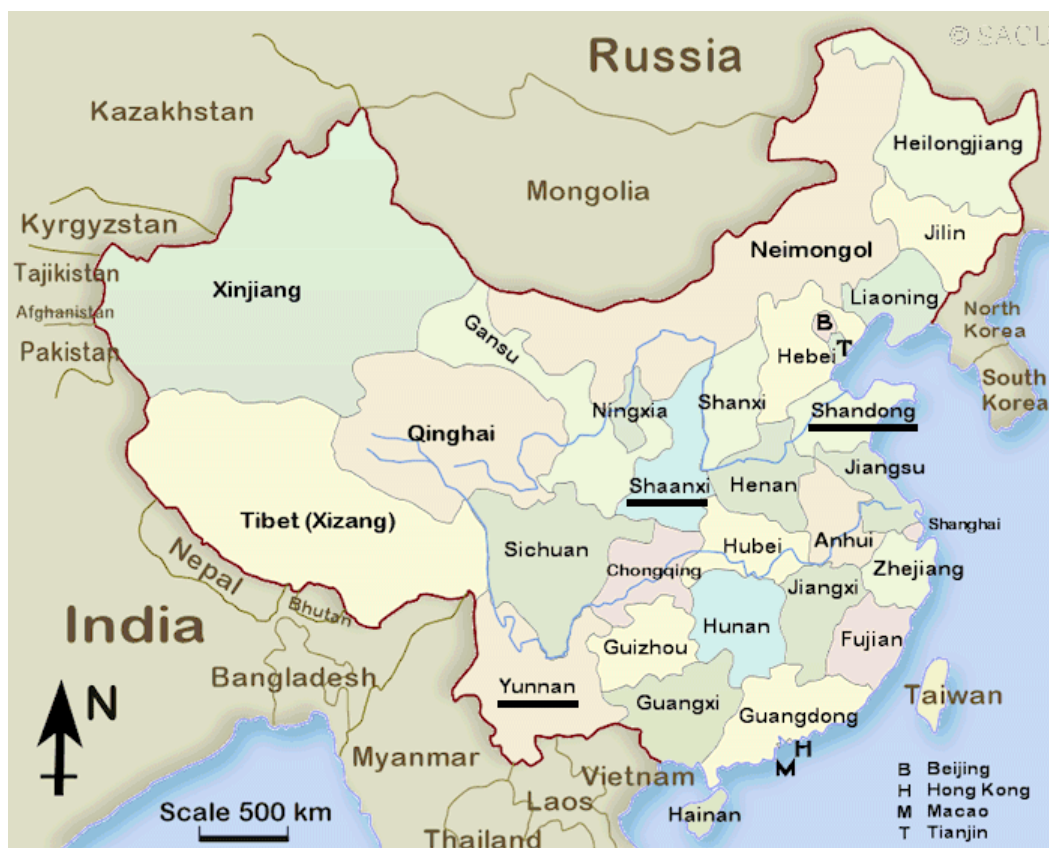 © SACU
Russia
Kazakhstan
Heilongjiang
Mongolia
Kyrgyzstan
Jilin
Neimongol
Tajikistan
Xinjiang
Liaoning
Afghanistan
North
Korea
Gansu
B
Pakistan
Hebei
T
South
Korea
Ningxia
Shanxi
Shandong
Qinghai
Jiangsu
Shaanxi
Henan
Tibet (Xizang)
Shanghai
Sichuan
Hubei
Anhui
Nepal
Chongqing
Zhejiang
Jiangxi
Bhutan
India
Hunan
Fujian
Guizhou
Bangladesh
Yunnan
Taiwan
N
Guangxi
Guangdong
H
Myanmar
M
Vietnam
B Beijing
H Hong Kong
Laos
Scale 500 km
Hainan
M Macao
Thailand
T Tianjin